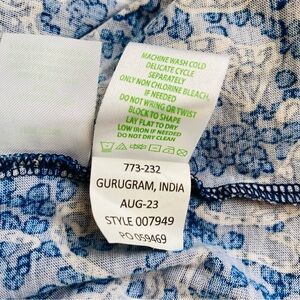 MACHINE WASH COLD
DELICATE CYCLE
SEPARATELY
ONLY NON CHLORINE BLEACH,
IF NEEDED
DO NOT WRING OR TWIST
BLOCK TO SHAPE
LAY FLAT TO DRY
LOW IRON IF NEEDED
DO NOT DRY CLEAN
773-232
GURUGRAM, INDIA
AUG-23
STYLE 007949
PO 059469